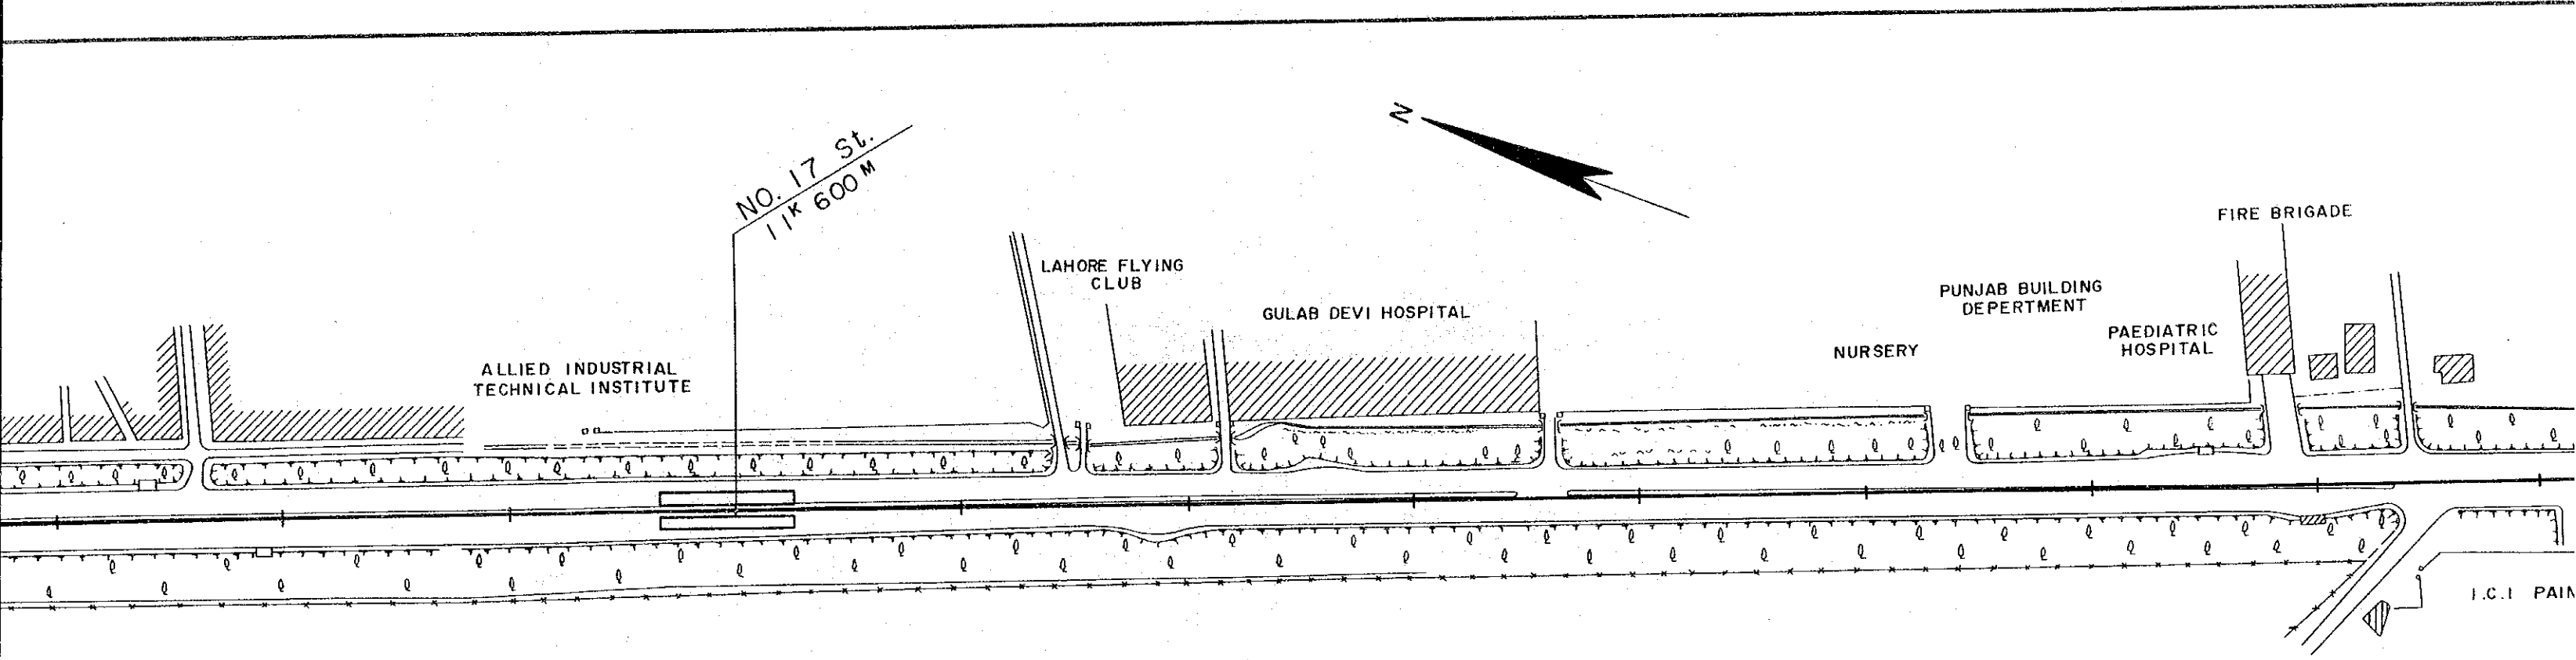 NO. 17 St.
11K 600 M
N
FIRE BRIGADE
LAHORE FLYING
CLUB
GULAB DEVI HOSPITAL
PUNJAB BUILDING
DEPERTMENT
PAEDIATRIC
HOSPITAL
NURSERY
ALLIED INDUSTRIAL
TECHNICAL INSTITUTE
I.C.I PAIN